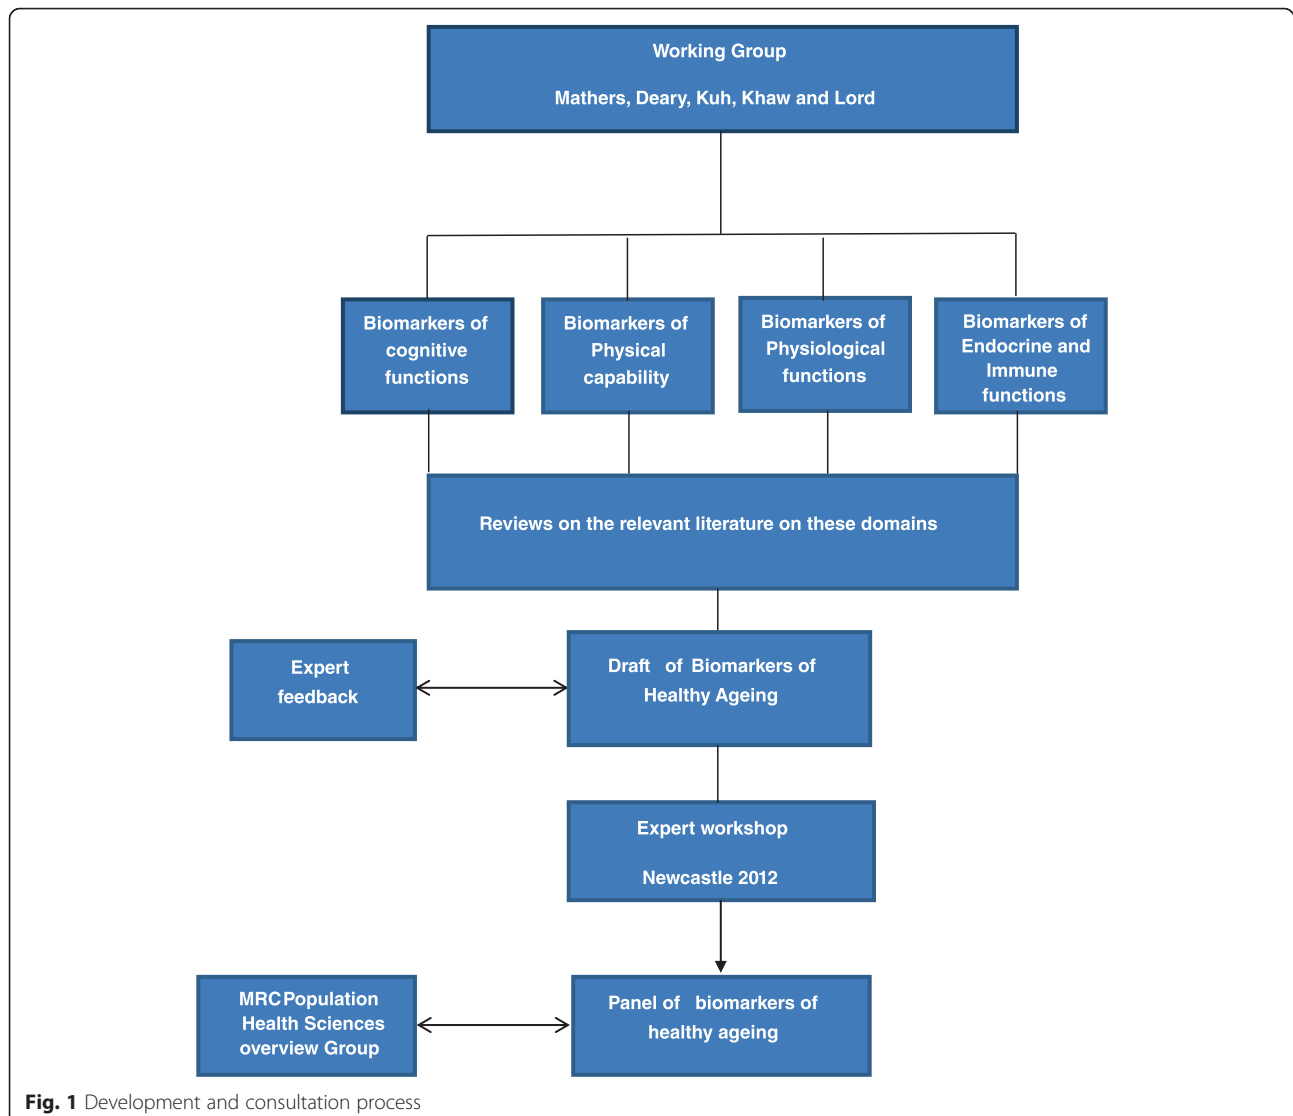 Working Group
Mathers, Deary, Kuh, Khaw and Lord
Biomarkers of
cognitive
functions
Biomarkers of
Physical
capability
Biomarkers of
Physiological
functions
Biomarkers of
Endocrine and
Immune
functions
Reviews on the relevant literature on these domains
Expert
feedback
Draft of Biomarkers of
Healthy Ageing
Expert workshop
Newcastle 2012
MRC Population
Health Sciences
overview Group
Panel of biomarkers of
healthy ageing
Fig. 1 Development and consultation process